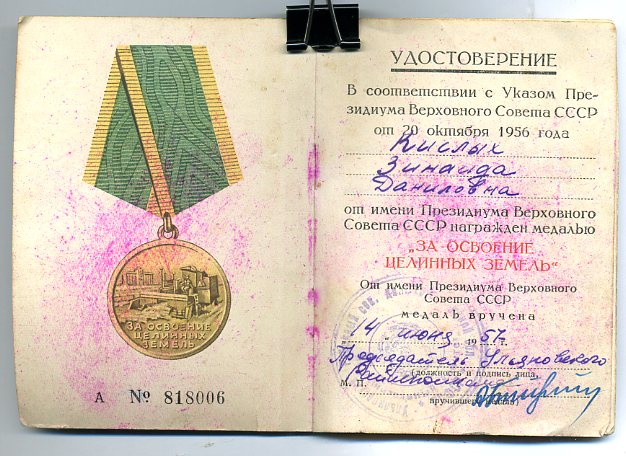 ЗА ОСВОЕНИЕ
ЦЕЛИННЫХ
ЗЕМЕЛЬ
А № 818006
УДОСТОВЕРЕНИЕ
В соответствии с Указом Пре-
зидиума Верховного Совета СССР
от 20 октября 1956 года
Кислых
Зинаида
Даниловна
от имени Президиума Верховного
Совета СССР награжден медалью
„ЗА ОСВОЕНИЕ
ЦЕЛИННЫХ ЗЕМЕЛЬ“
От имени Президиума Верховного
Совета СССР
медаль вручена
14 „ июня 1957 г.
Председатель Ульяновского
Райисполкома
(должность и подпись лица,
М. П.